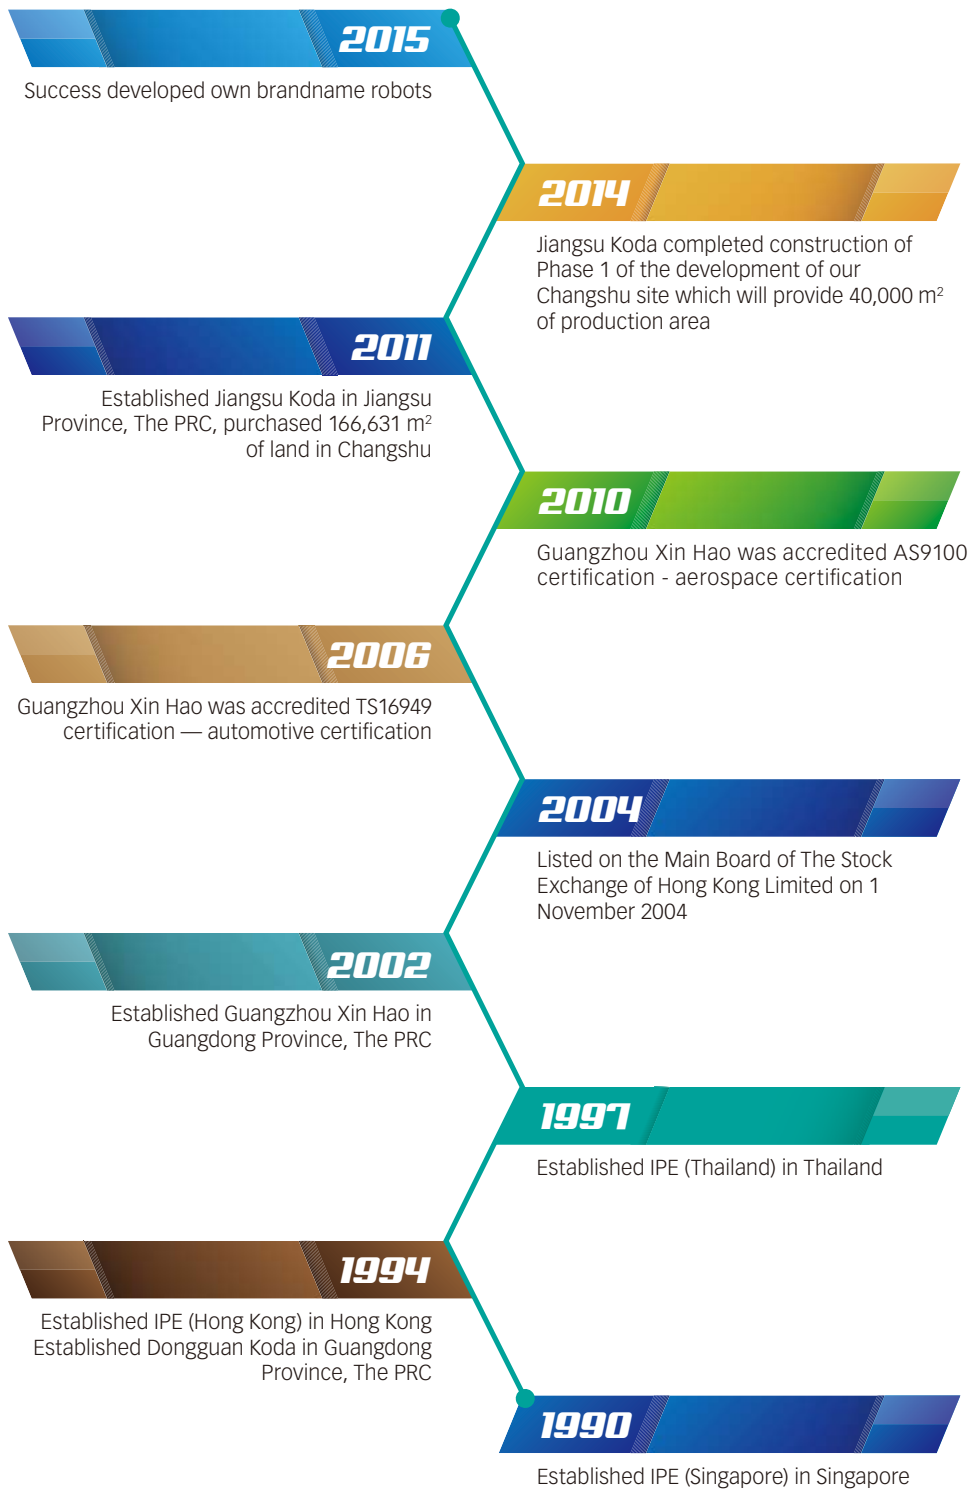 2015
Success developed own brandname robots
2014
Jiangsu Koda completed construction of
Phase 1 of the development of our
Changshu site which will provide 40,000 m²
of production area
2011
Established Jiangsu Koda in Jiangsu
Province, The PRC, purchased 166,631 m²
of land in Changshu
2010
Guangzhou Xin Hao was accredited AS9100
certification - aerospace certification
2006
Guangzhou Xin Hao was accredited TS16949
certification — automotive certification
2004
Listed on the Main Board of The Stock
Exchange of Hong Kong Limited on 1
November 2004
2002
Established Guangzhou Xin Hao in
Guangdong Province, The PRC
1997
Established IPE (Thailand) in Thailand
1994
Established IPE (Hong Kong) in Hong Kong
Established Dongguan Koda in Guangdong
Province, The PRC
1990
Established IPE (Singapore) in Singapore